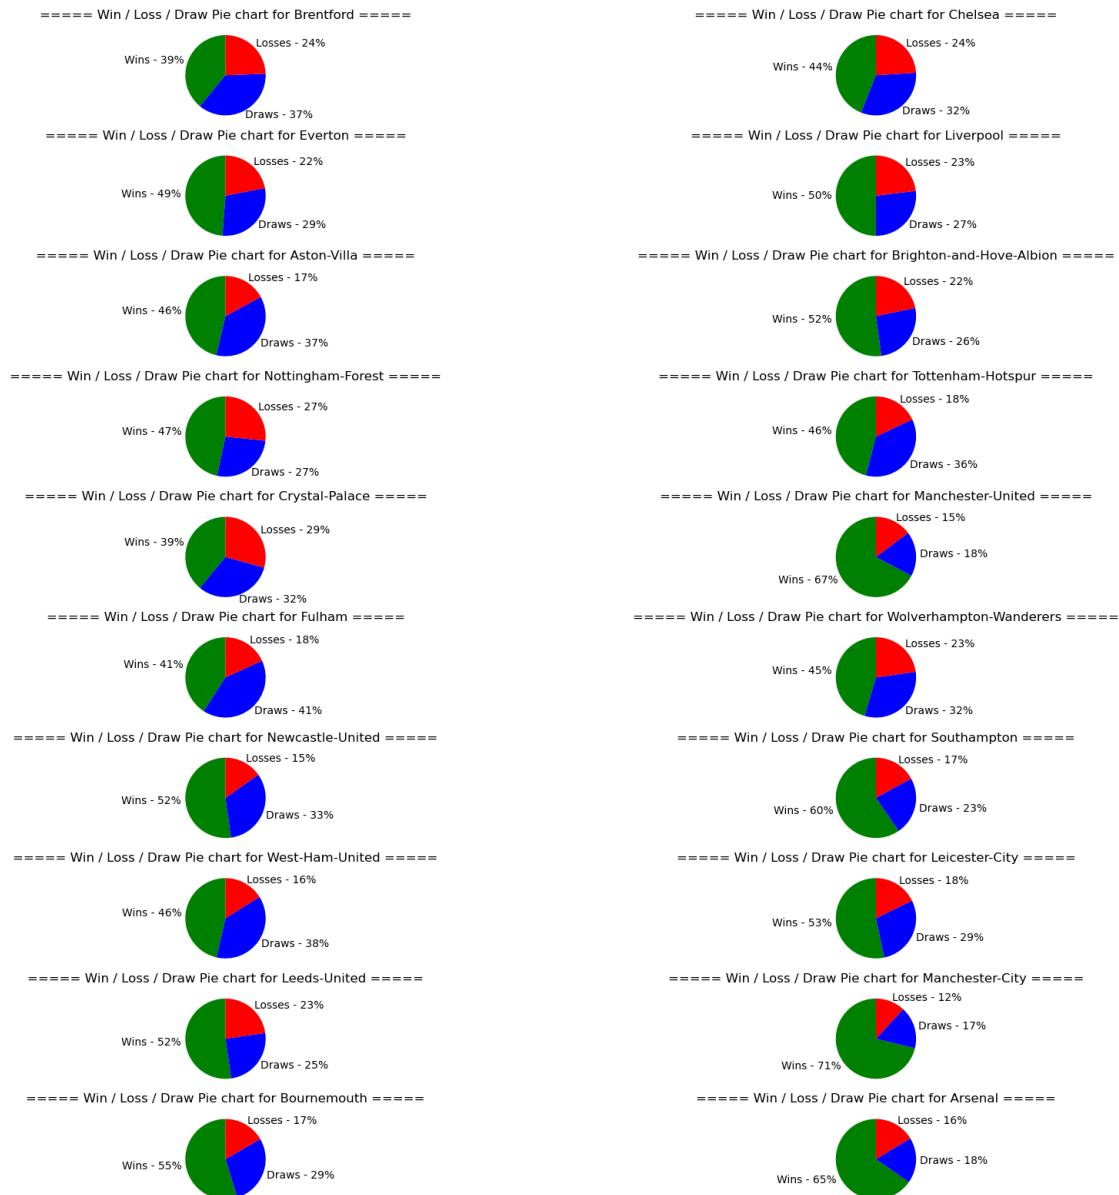 ===== Win / Loss / Draw Pie chart for Brentford =====
Losses - 24%
Wins - 39%
Draws - 37%
===== Win / Loss / Draw Pie chart for Chelsea =====
Losses - 24%
Wins - 44%
Draws - 32%
===== Win / Loss / Draw Pie chart for Everton =====
Losses - 22%
Wins - 49%
Draws - 29%
===== Win / Loss / Draw Pie chart for Liverpool =====
Losses - 23%
Wins - 50%
Draws - 27%
===== Win / Loss / Draw Pie chart for Aston-Villa =====
Losses - 17%
Wins - 46%
Draws - 37%
===== Win / Loss / Draw Pie chart for Brighton-and-Hove-Albion =====
Losses - 22%
Wins - 52%
Draws - 26%
===== Win / Loss / Draw Pie chart for Nottingham-Forest =====
Losses - 27%
Wins - 47%
Draws - 27%
===== Win / Loss / Draw Pie chart for Tottenham-Hotspur =====
Losses - 18%
Wins - 46%
Draws - 36%
===== Win / Loss / Draw Pie chart for Crystal-Palace =====
Losses - 29%
Wins - 39%
Draws - 32%
===== Win / Loss / Draw Pie chart for Manchester-United =====
Losses - 15%
Draws - 18%
Wins - 67%
===== Win / Loss / Draw Pie chart for Fulham =====
Losses - 18%
Wins - 41%
Draws - 41%
===== Win / Loss / Draw Pie chart for Wolverhampton-Wanderers =====
Losses - 23%
Wins - 45%
Draws - 32%
===== Win / Loss / Draw Pie chart for Newcastle-United =====
Losses - 15%
Wins - 52%
Draws - 33%
===== Win / Loss / Draw Pie chart for Southampton =====
Losses - 17%
Draws - 23%
Wins - 60%
===== Win / Loss / Draw Pie chart for West-Ham-United =====
Losses - 16%
Wins - 46%
Draws - 38%
===== Win / Loss / Draw Pie chart for Leicester-City =====
Losses - 18%
Wins - 53%
Draws - 29%
===== Win / Loss / Draw Pie chart for Leeds-United =====
Losses - 23%
Wins - 52%
Draws - 25%
===== Win / Loss / Draw Pie chart for Manchester-City =====
Losses - 12%
Draws - 17%
Wins - 71%
===== Win / Loss / Draw Pie chart for Bournemouth =====
Losses - 17%
Wins - 55%
Draws - 29%
===== Win / Loss / Draw Pie chart for Arsenal =====
Losses - 16%
Draws - 18%
Wins - 65%